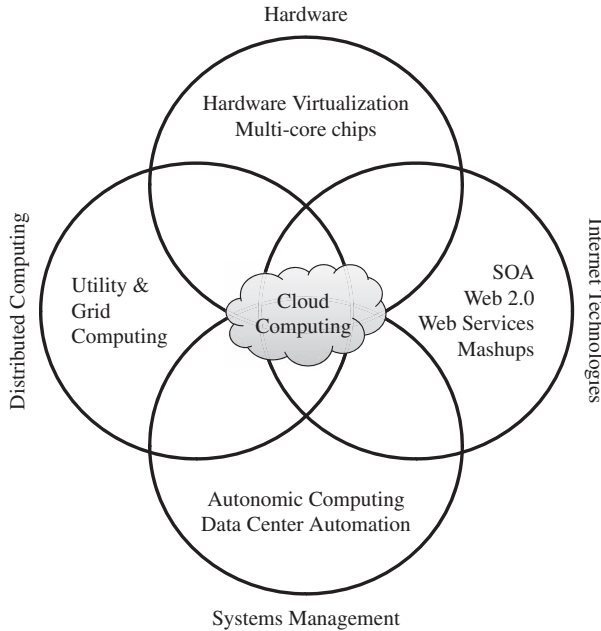 Hardware
Hardware Virtualization
Multi-core chips
Distributed Computing
Utility &
Grid
Computing
Cloud
Computing
SOA
Web 2.0
Web Services
Mashups
Internet Technologies
Autonomic Computing
Data Center Automation
Systems Management